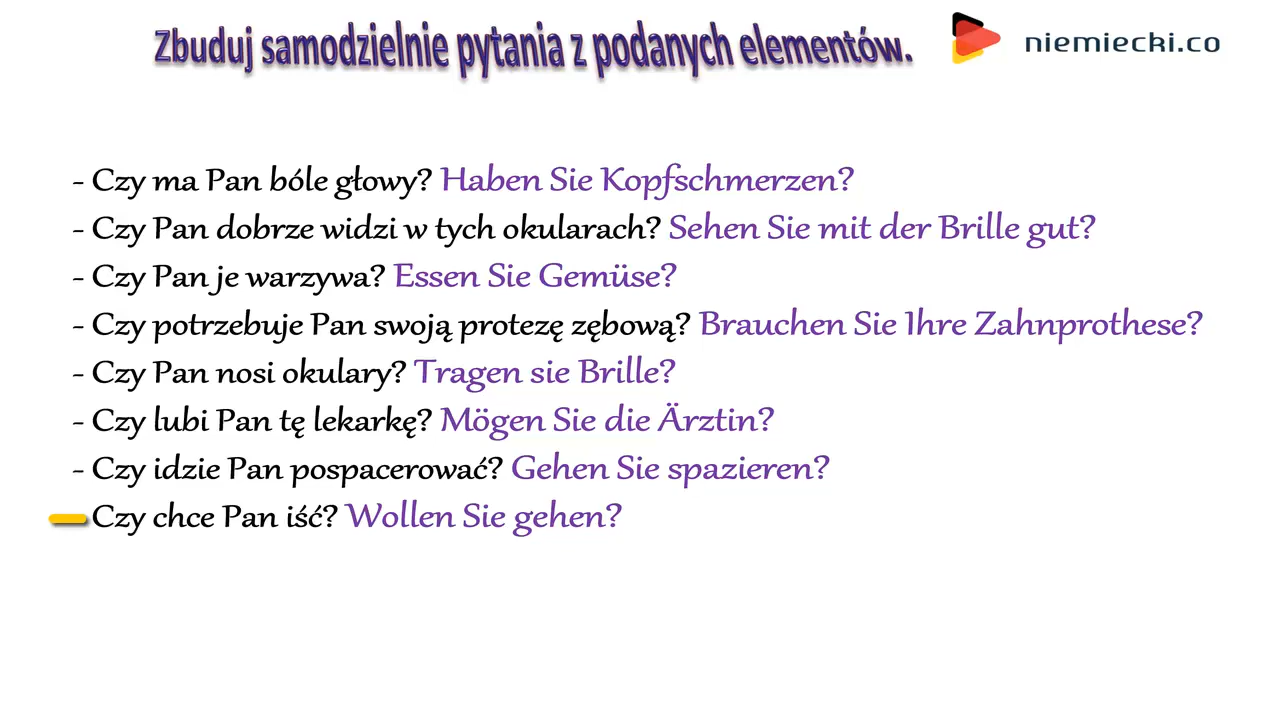 Zbuduj samodzielnie pytania z podanych elementów.
niemiecki.co
- Czy ma Pan bóle głowy? Haben Sie Kopfschmerzen?
- Czy Pan dobrze widzi w tych okularach? Sehen Sie mit der Brille gut?
- Czy Pan je warzywa? Essen Sie Gemüse?
- Czy potrzebuje Pan swoją protezę zębową? Brauchen Sie Ihre Zahnprothese?
- Czy Pan nosi okulary? Tragen sie Brille?
- Czy lubi Pan tę lekarkę? Mögen Sie die Ärztin?
- Czy idzie Pan pospacerować? Gehen Sie spazieren?
- Czy chce Pan iść? Wollen Sie gehen?